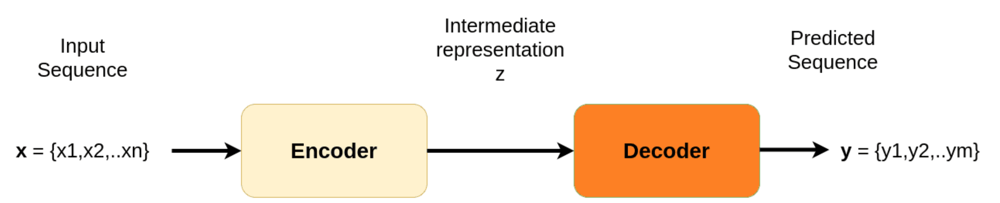 Input
Sequence
Intermediate
representation
z
Predicted
Sequence
x = {x1,x2,..xn}
Encoder
Decoder
y = {y1,y2,..ym}